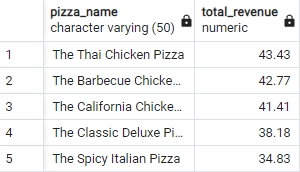 pizza_name total_revenue
character varying (50) numeric
1 The Thai Chicken Pizza 43.43
2 The Barbecue Chicke... 42.77
3 The California Chicke... 41.41
4 The Classic Deluxe Pi... 38.18
5 The Spicy Italian Pizza 34.83